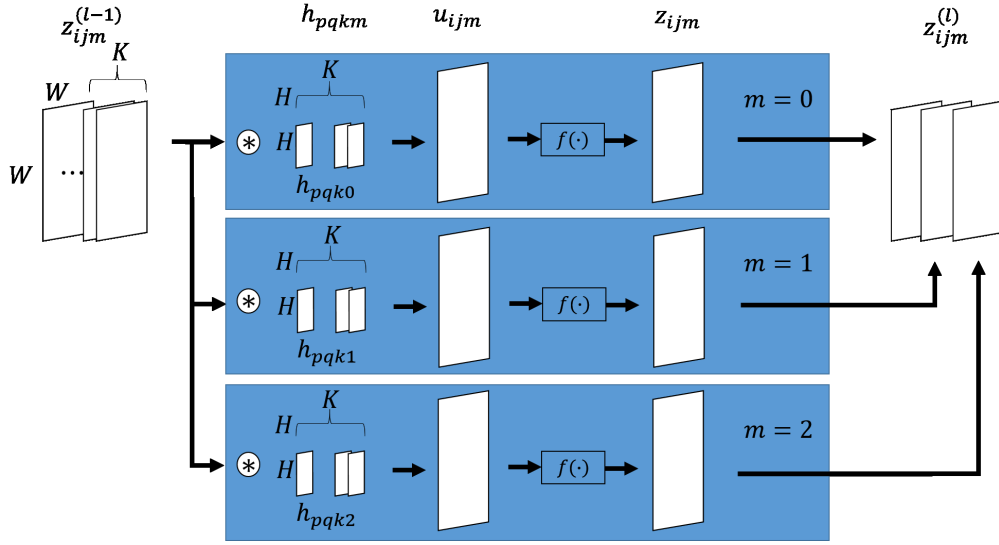 z_{ijm}^{(l-1)}
h_{pqkm}
u_{ijm}
z_{ijm}
z_{ijm}^{(l)}
K
W
W
...
H
K
H
h_{pqk0}
f(·)
m = 0
H
K
H
h_{pqk1}
f(·)
m = 1
H
K
H
h_{pqk2}
f(·)
m = 2